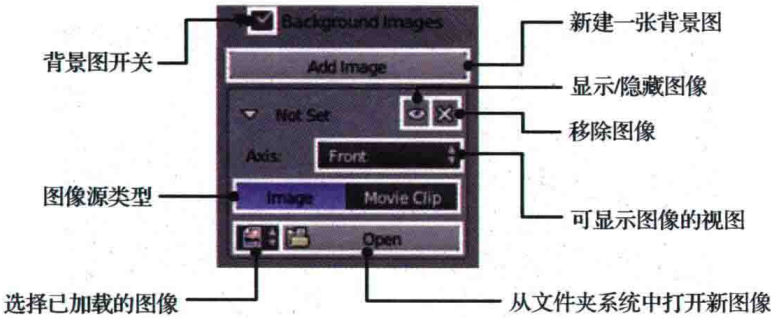 Background Images
新建一张背景图
背景图开关
Add Image
显示/隐藏图像
Not Set
移除图像
Axis:
Front
图像源类型
Image
Movie Clip
可显示图像的视图
Open
选择已加载的图像
从文件夹系统中打开新图像